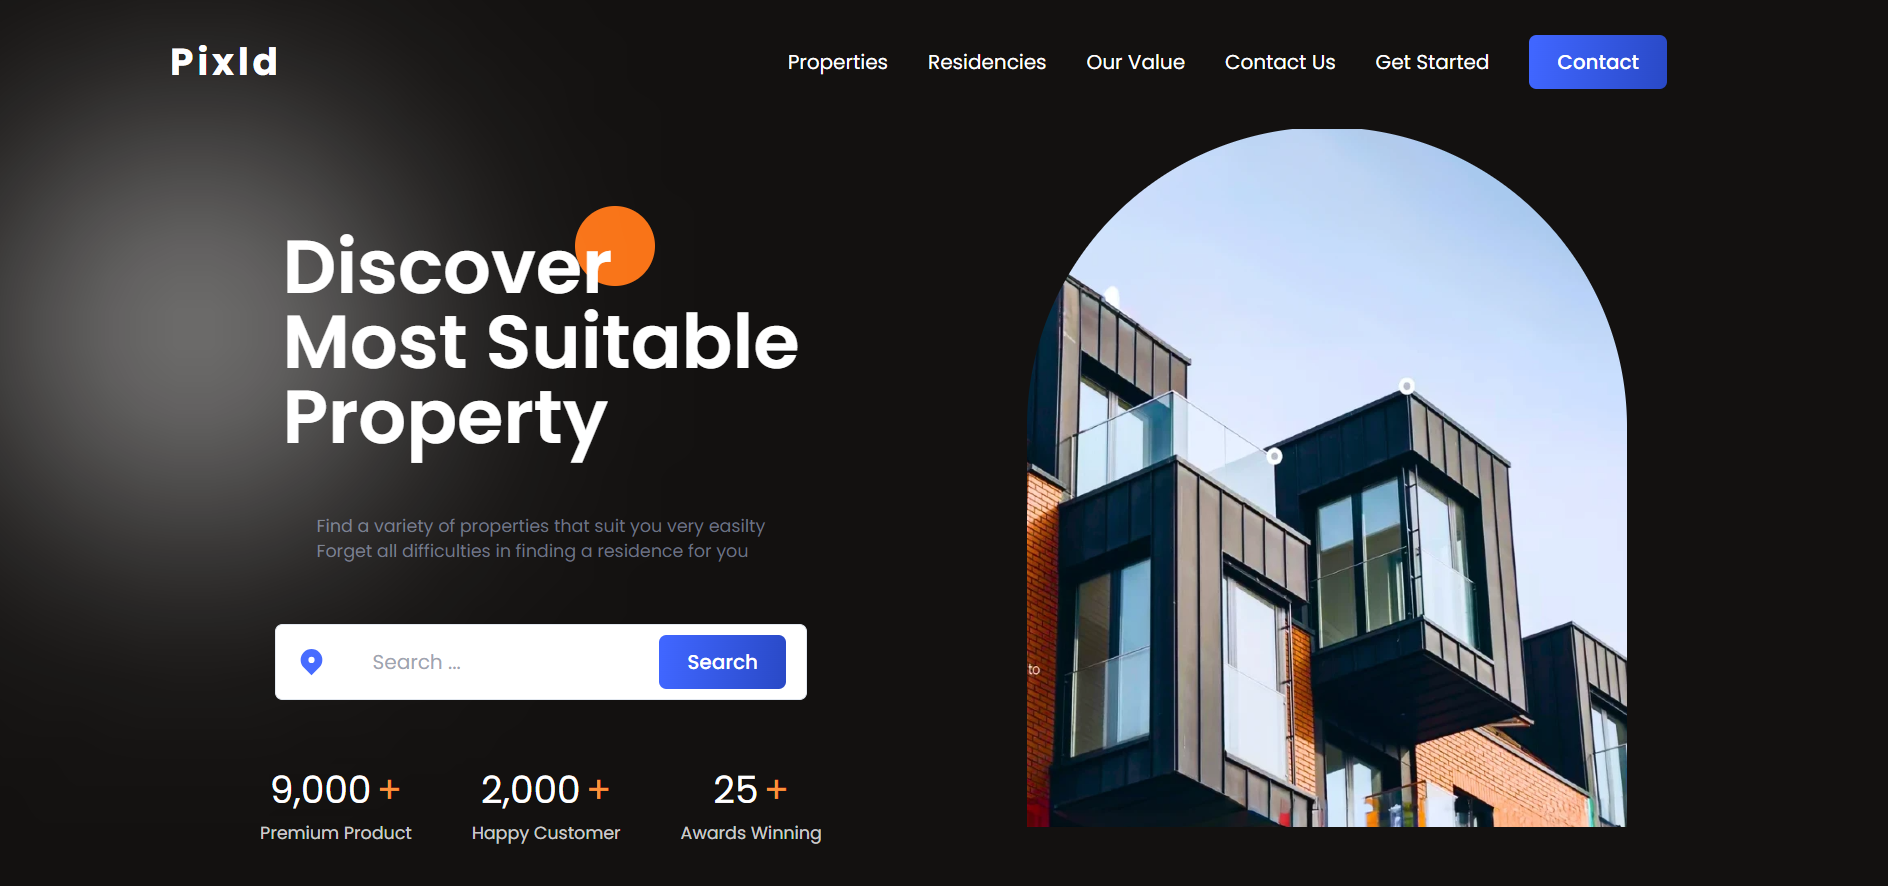 Pixld
Properties Residencies Our Value Contact Us Get Started Contact
Discover
Most Suitable
Property
Find a variety of properties that suit you very easilty
Forget all difficulties in finding a residence for you
Search ... Search
to
9,000 + 2,000 + 25 +
Premium Product Happy Customer Awards Winning